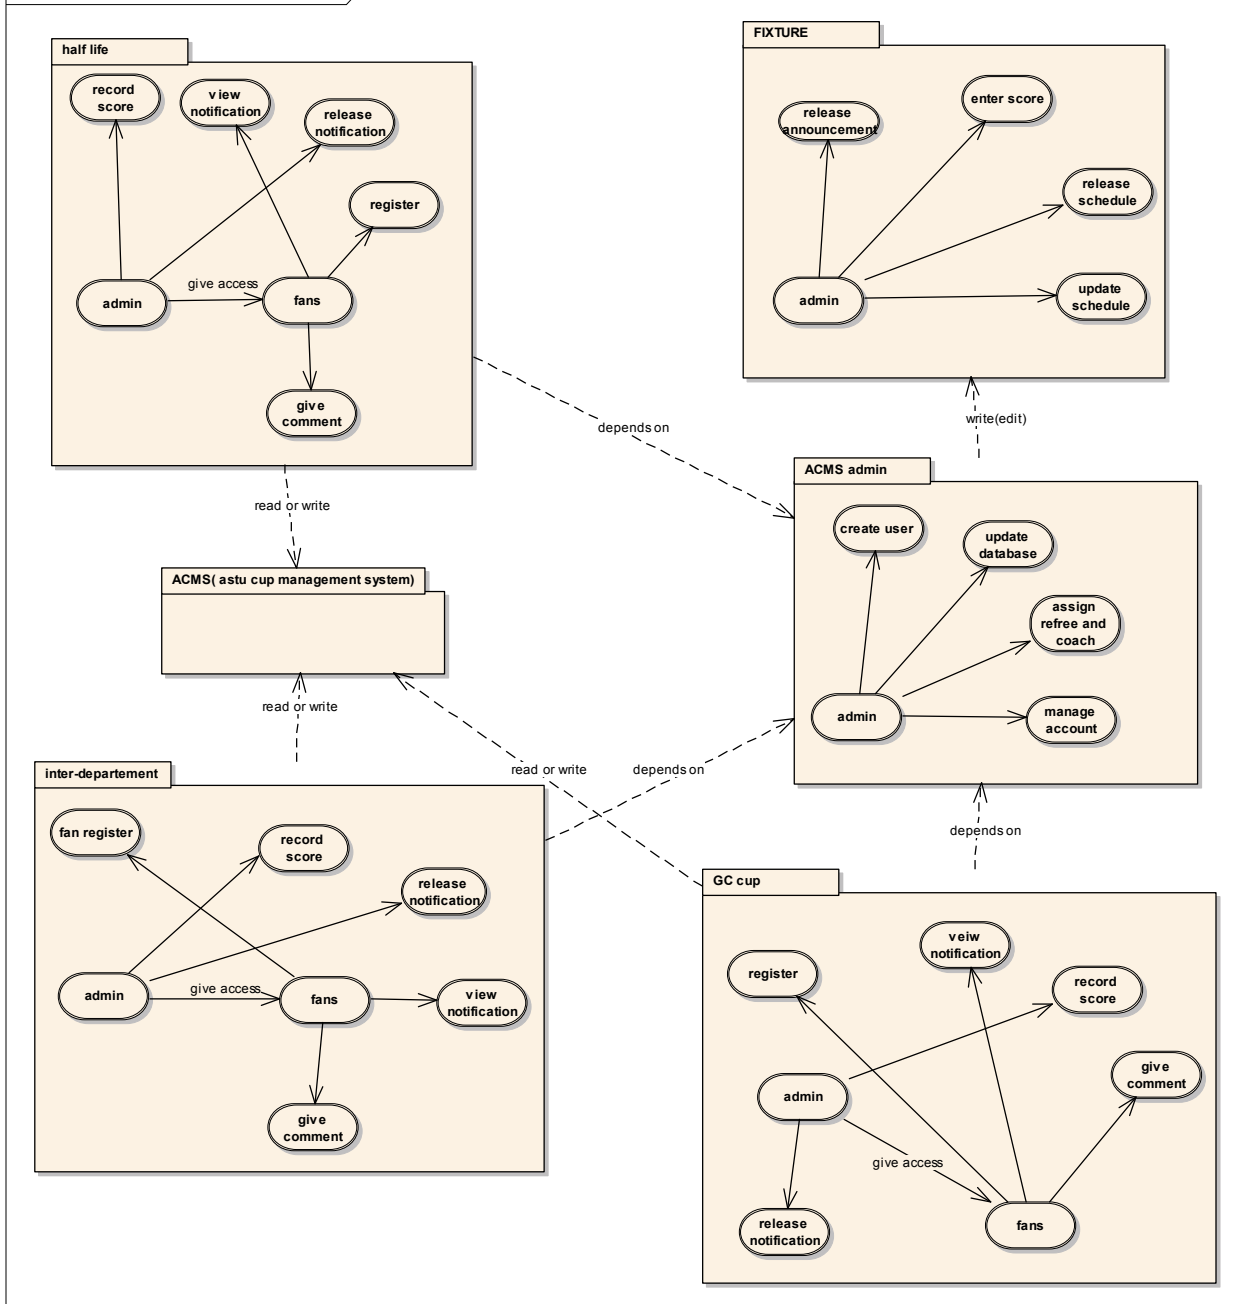 half life
record
score
view
notification
release
notification
register
admin
give access
fans
give
comment
FIXTURE
release
announcement
enter score
release
schedule
admin
update
schedule
depends on
write(edit)
read or write
ACMS( astu cup management system)
read or write
ACMS admin
create user
update
database
assign
refree and
coach
admin
manage
account
read or write
depends on
depends on
inter-departement
fan register
record
score
release
notification
admin
give access
fans
view
notification
give
comment
GC cup
veiw
notification
register
record
score
give
comment
admin
give access
release
notification
fans